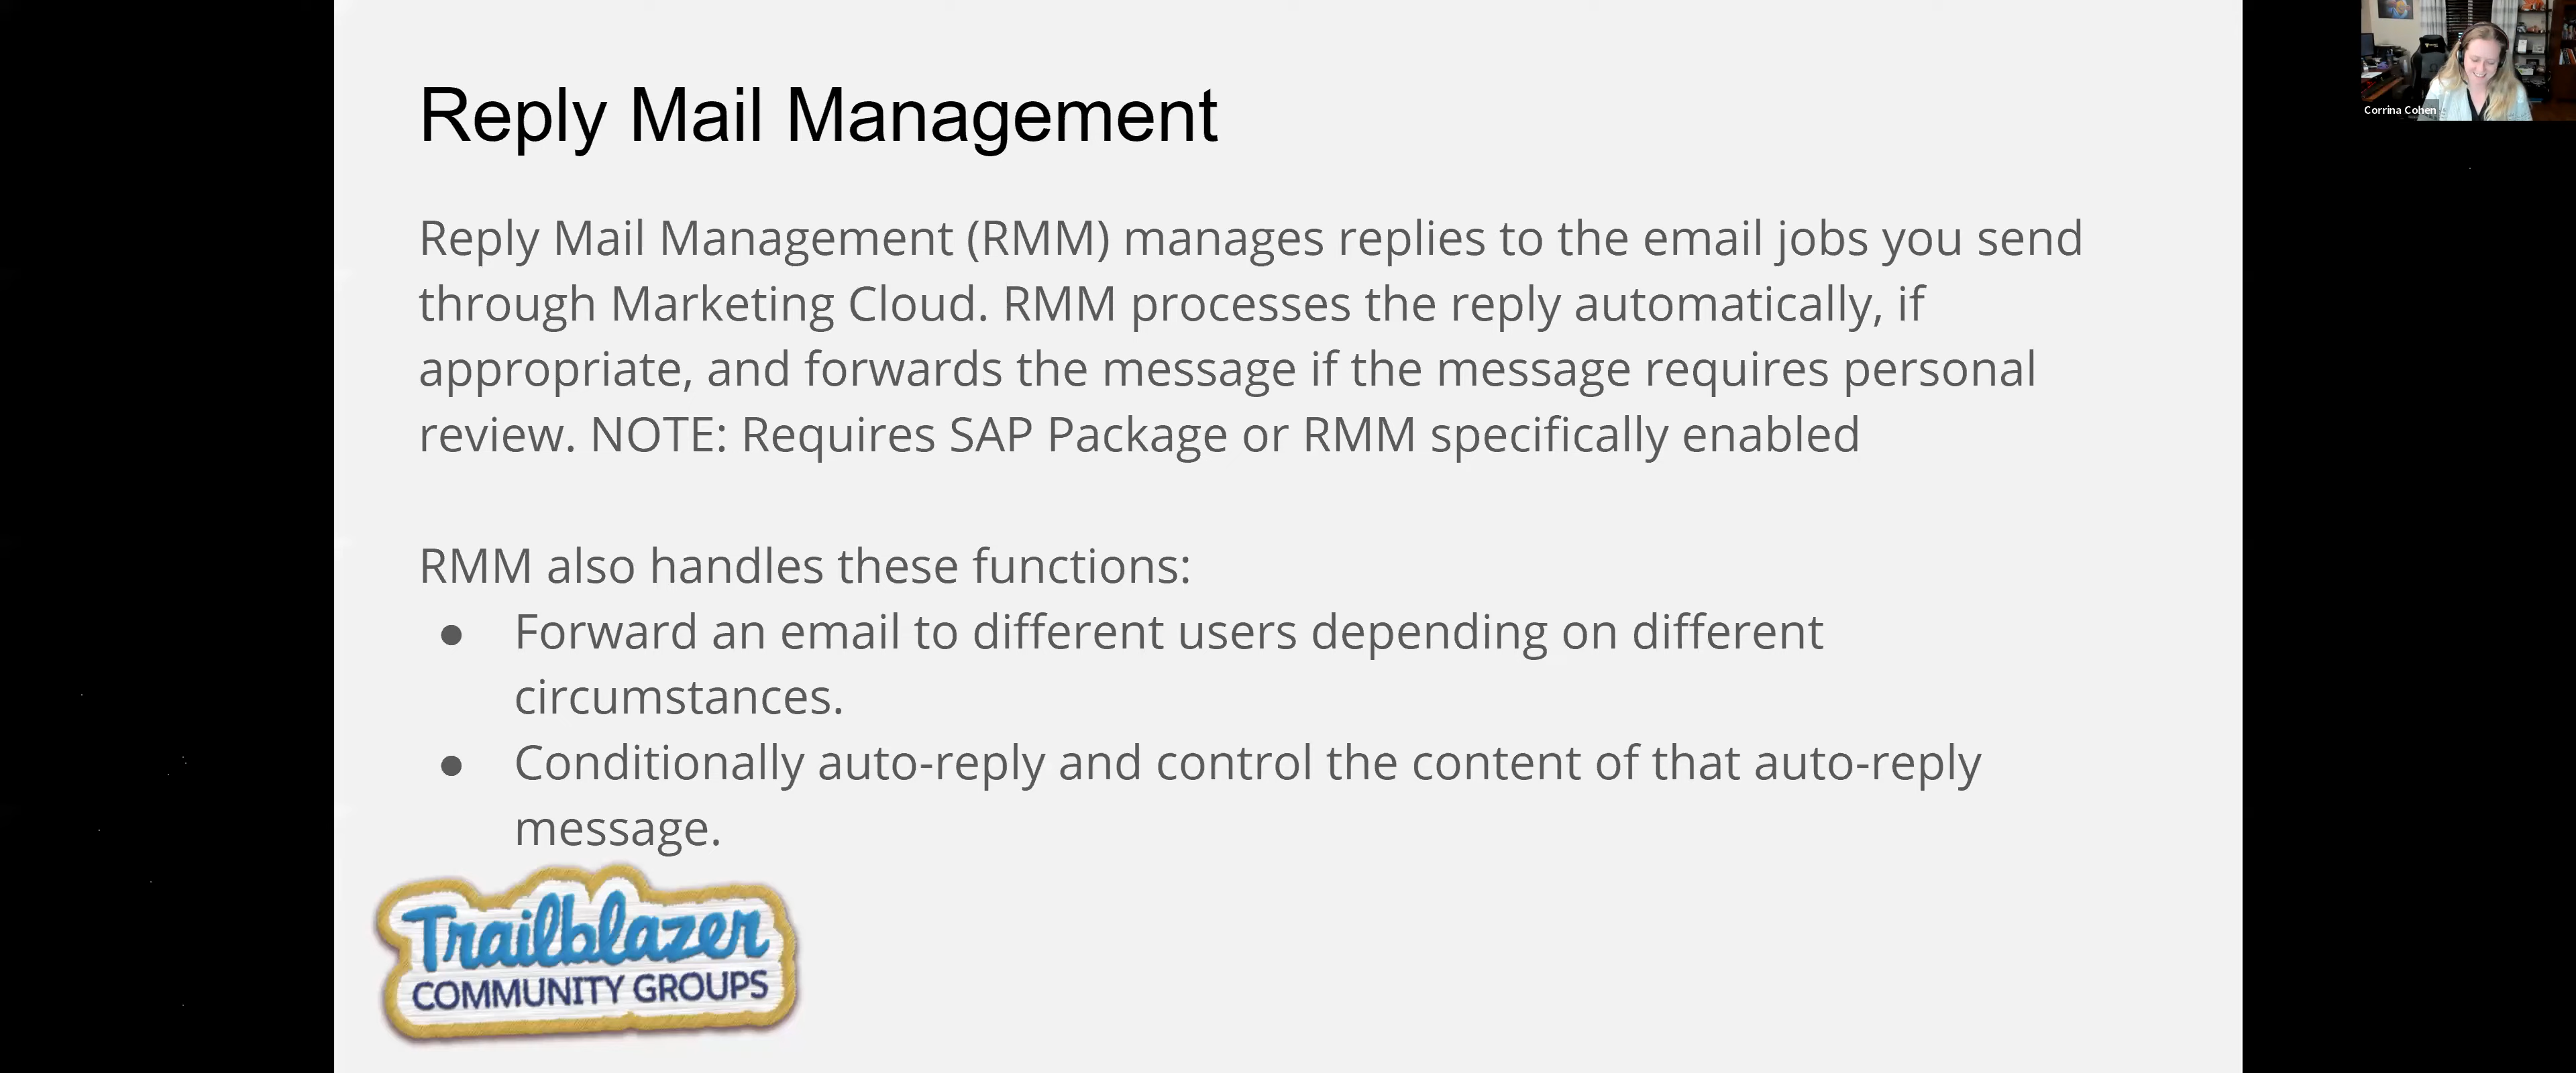 Reply Mail Management
Corrina Cohen
Reply Mail Management (RMM) manages replies to the email jobs you send
through Marketing Cloud. RMM processes the reply automatically, if
appropriate, and forwards the message if the message requires personal
review. NOTE: Requires SAP Package or RMM specifically enabled
RMM also handles these functions:
● Forward an email to different users depending on different
circumstances.
● Conditionally auto-reply and control the content of that auto-reply
message.
Trailblazer
COMMUNITY GROUPS